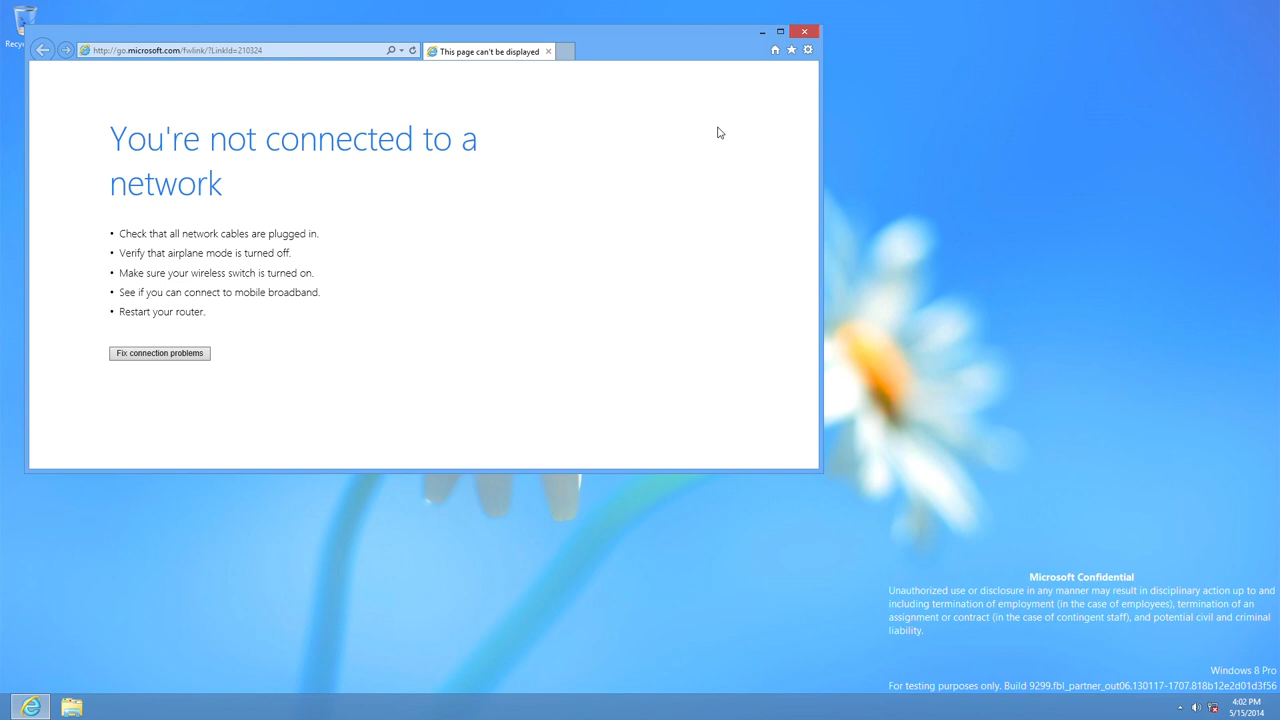 Recyc
http://go.microsoft.com/fwlink/?LinkId=210324
This page can't be displayed
You're not connected to a
network
• Check that all network cables are plugged in.
• Verify that airplane mode is turned off.
• Make sure your wireless switch is turned on.
• See if you can connect to mobile broadband.
• Restart your router.
Fix connection problems
Microsoft Confidential
Unauthorized use or disclosure in any manner may result in disciplinary action up to and
including termination of employment (in the case of employees), termination of an
assignment or contract (in the case of contingent staff), and potential civil and criminal
liability.
Windows 8 Pro
For testing purposes only. Build 9299.fbl_partner_out06.130117-1707.818b12e2d01d3f56
4:02 PM
5/15/2014